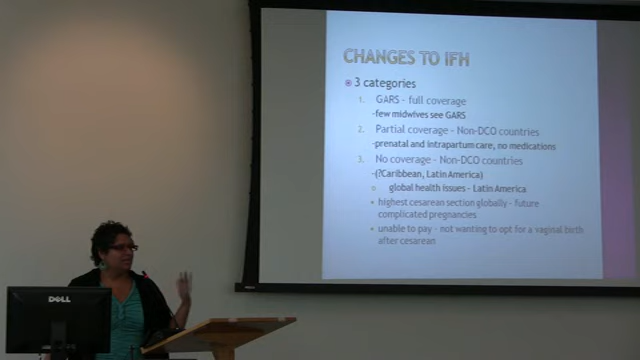 CHANGES TO IFH
3 categories
1. GARS - full coverage
-few midwives see GARS
2. Partial coverage - Non-DCO countries
-prenatal and intrapartum care, no medications
3. No coverage - Non-DCO countries
-(?Caribbean, Latin America)
global health issues - Latin America
highest cesarean section globally - future
complicated pregnancies
unable to pay - not wanting to opt for a vaginal birth
after cesarean
DELL